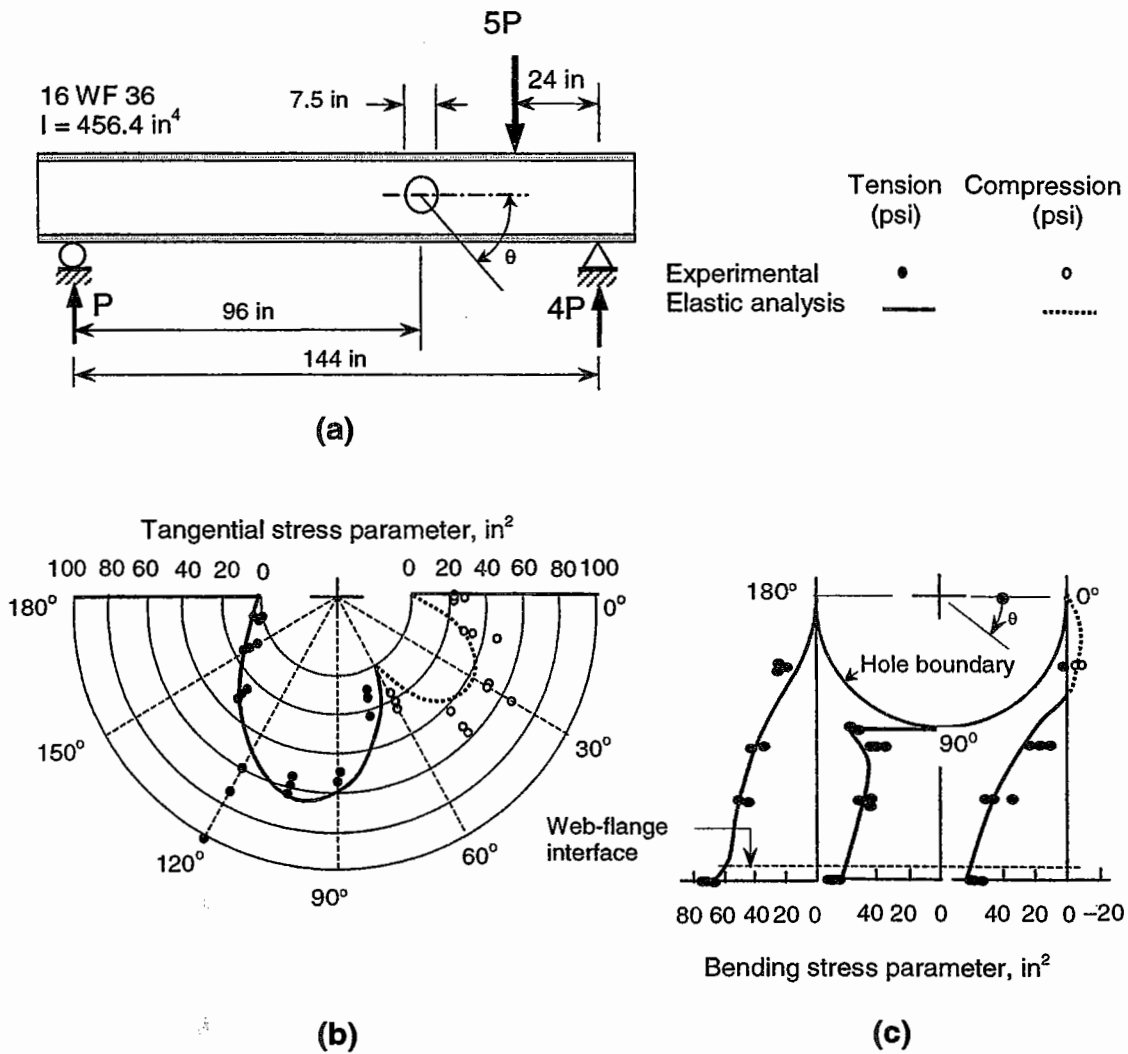 5P
24 in
7.5 in
16 WF 36
I = 456.4 in⁴
θ
P
4P
96 in
144 in
(a)
Tension (psi)
Compression (psi)
Experimental
Elastic analysis
Tangential stress parameter, in²
100 80 60 40 20 0 0 20 40 60 80 100
180° 0°
150° 30°
120° 60°
90°
(b)
180° 0°
θ
Hole boundary
90°
Web-flange interface
80 60 40 20 0 40 20 0 40 0 -20
Bending stress parameter, in²
(c)